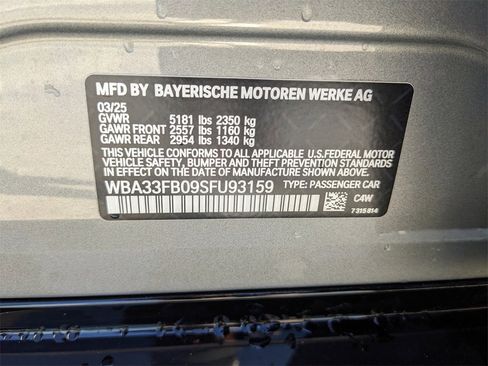 MFD BY BAYERISCHE MOTOREN WERKE AG
03/25
GVWR 5181 lbs 2350 kg
GAWR FRONT 2557 lbs 1160 kg
GAWR REAR 2954 lbs 1340 kg
THIS VEHICLE CONFORMS TO ALL APPLICABLE U.S.FEDERAL MOTOR
VEHICLE SAFETY, BUMPER, AND THEFT PREVENTION STANDARDS
IN EFFECT ON THE DATE OF MANUFACTURE SHOWN ABOVE.
WBA33FB09SFU93159 TYPE: PASSENGER CAR
C4W
7315814